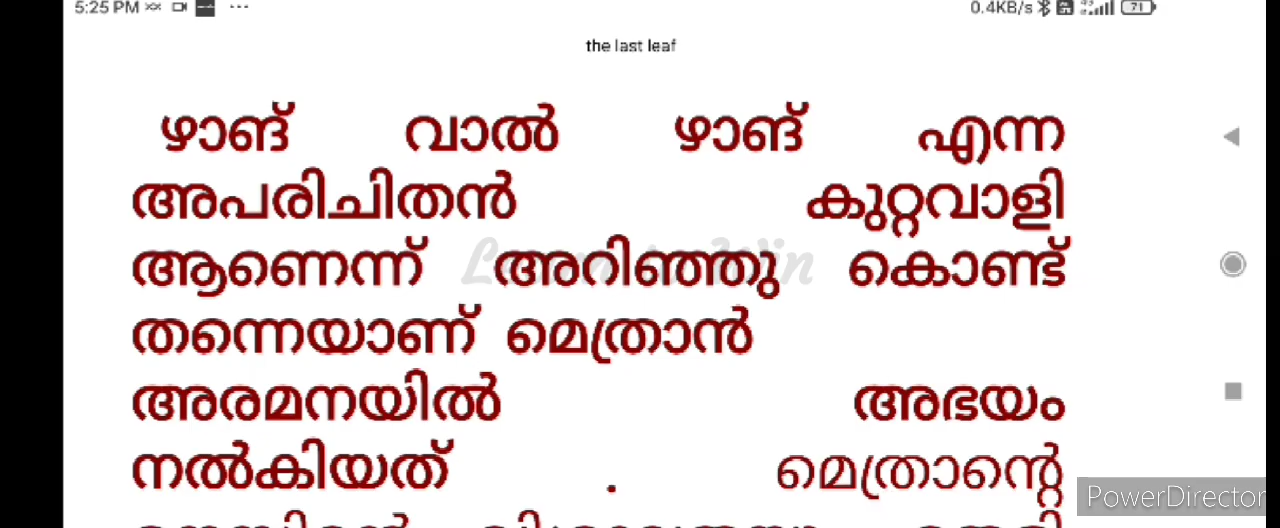 5:25 PM
0.4KB/s
71
the last leaf
ഴാങ് വാൽ ഴാങ് എന്ന
അപരിചിതൻ കുറ്റവാളി
ആണെന്ന് അറിഞ്ഞു കൊണ്ട്
തന്നെയാണ് മെത്രാൻ
അരമനയിൽ അഭയം
നൽകിയത് . മെത്രാന്റെ
PowerDirector